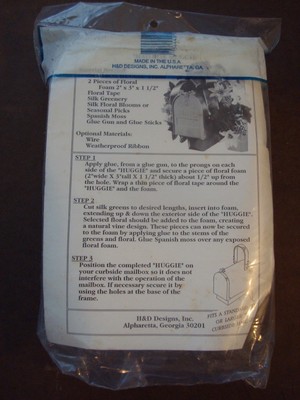 MADE IN THE U.S.A.
H&D DESIGNS, INC. ALPHARETTA, GA.
2 Pieces of Floral
Foam 2" x 3" x 1 1/2"
Floral Tape
Silk Greenery
Silk Floral Blooms or
Seasonal Picks
Spanish Moss
Glue Gun and Glue Sticks
Optional Materials:
Wire
Weatherproof Ribbon
STEP 1
Apply glue, from a glue gun, to the prongs on each
side of the "HUGGIE" and secure a piece of floral foam
(2"wide X 3"tall X 1 1/2" thick) about 1/2" up from
the hole. Wrap a thin piece of floral tape around the
"HUGGIE" and the foam.
STEP 2
Cut silk greens to desired lengths, insert into foam,
extending up & down the exterior side of the "HUGGIE".
Selected floral should be added to the foam, creating
a natural vine design. These pieces can now be secured
to the foam by applying glue to the stems of the
greens and floral. Glue Spanish moss over any exposed
floral foam.
STEP 3
Position the completed "HUGGIE" on
your curbside mailbox so it does not
interfere with the operation of the
mailbox. If necessary secure it by
using the holes at the base of the
frame.
H&D Designs, Inc.
Alpharetta, Georgia 30201
FITS A STAND
OR LARGE
CURBSIDE